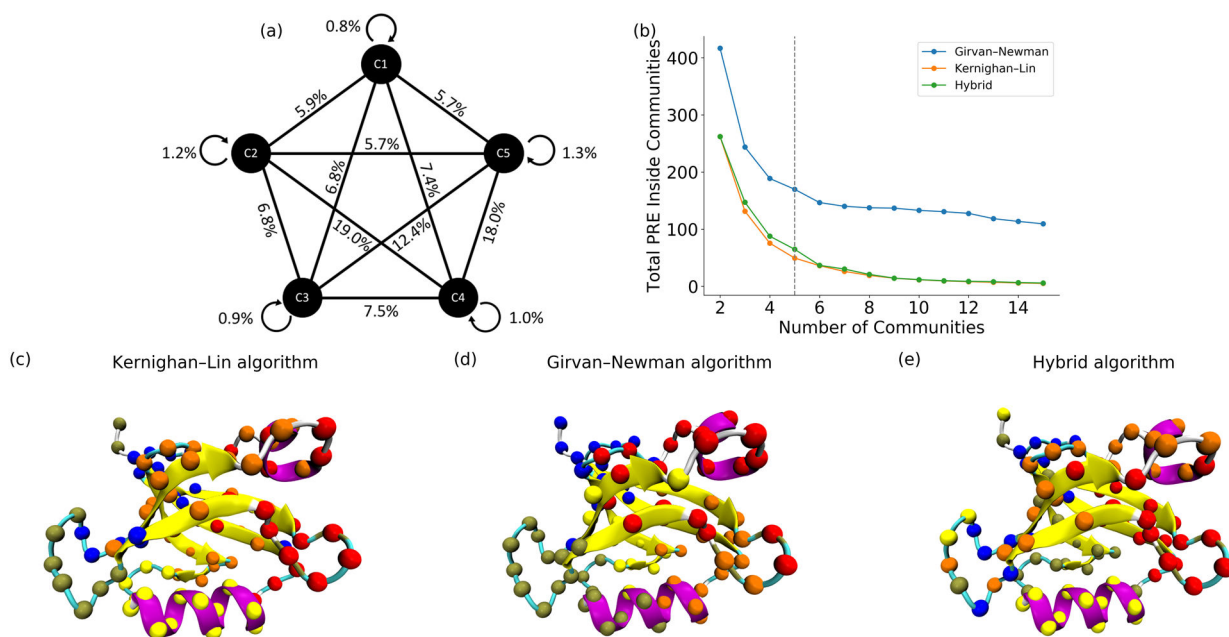 (a)
0.8%
C1
5.9%
5.7%
1.2%
C2
5.7%
C5
1.3%
6.8%
7.4%
6.8%
19.0%
12.4%
18.0%
C3
C4
0.9%
7.5%
1.0%
(b)
Total PRE Inside Communities
400
300
200
100
0
Girvan–Newman
Kernighan–Lin
Hybrid
2 4 6 8 10 12 14
Number of Communities
(c) Kernighan–Lin algorithm
(d) Girvan–Newman algorithm
(e) Hybrid algorithm